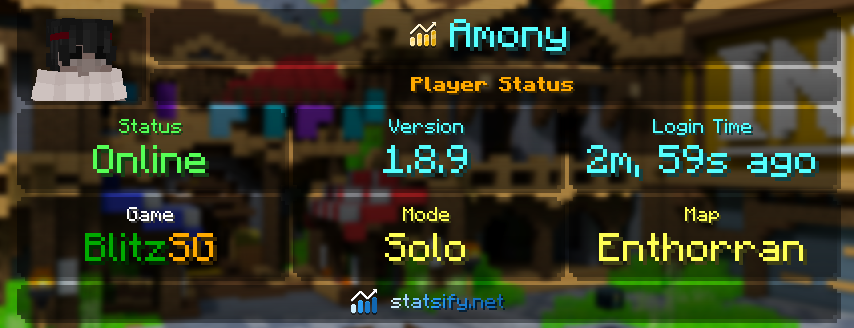 Amony
Player Status
Status Version Login Time
Online 1.8.9 2m, 59s ago
Game Mode Map
BlitzSG Solo Enthorran
statsify.net